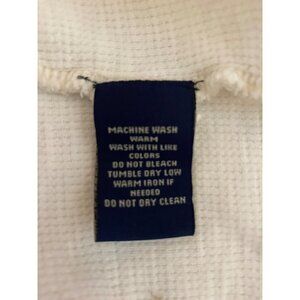 MACHINE WASH
WARM
WASH WITH LIKE
COLORS
DO NOT BLEACH
TUMBLE DRY LOW
WARM IRON IF
NEEDED
DO NOT DRY CLEAN